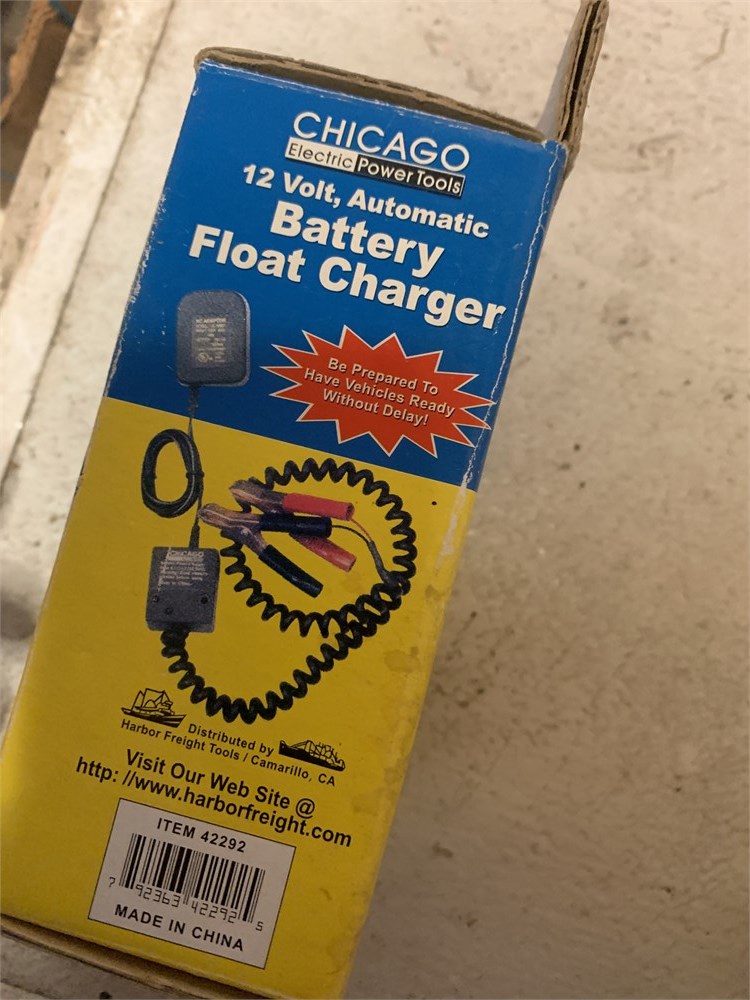 CHICAGO
Electric Power Tools
12 Volt, Automatic
Battery
Float Charger
Be Prepared To
Have Vehicles Ready
Without Delay!
CHICAGO
Distributed by
Harbor Freight Tools / Camarillo, CA
Visit Our Web Site @
http: //www.harborfreight.com
ITEM 42292
7 92363 42292 5
MADE IN CHINA